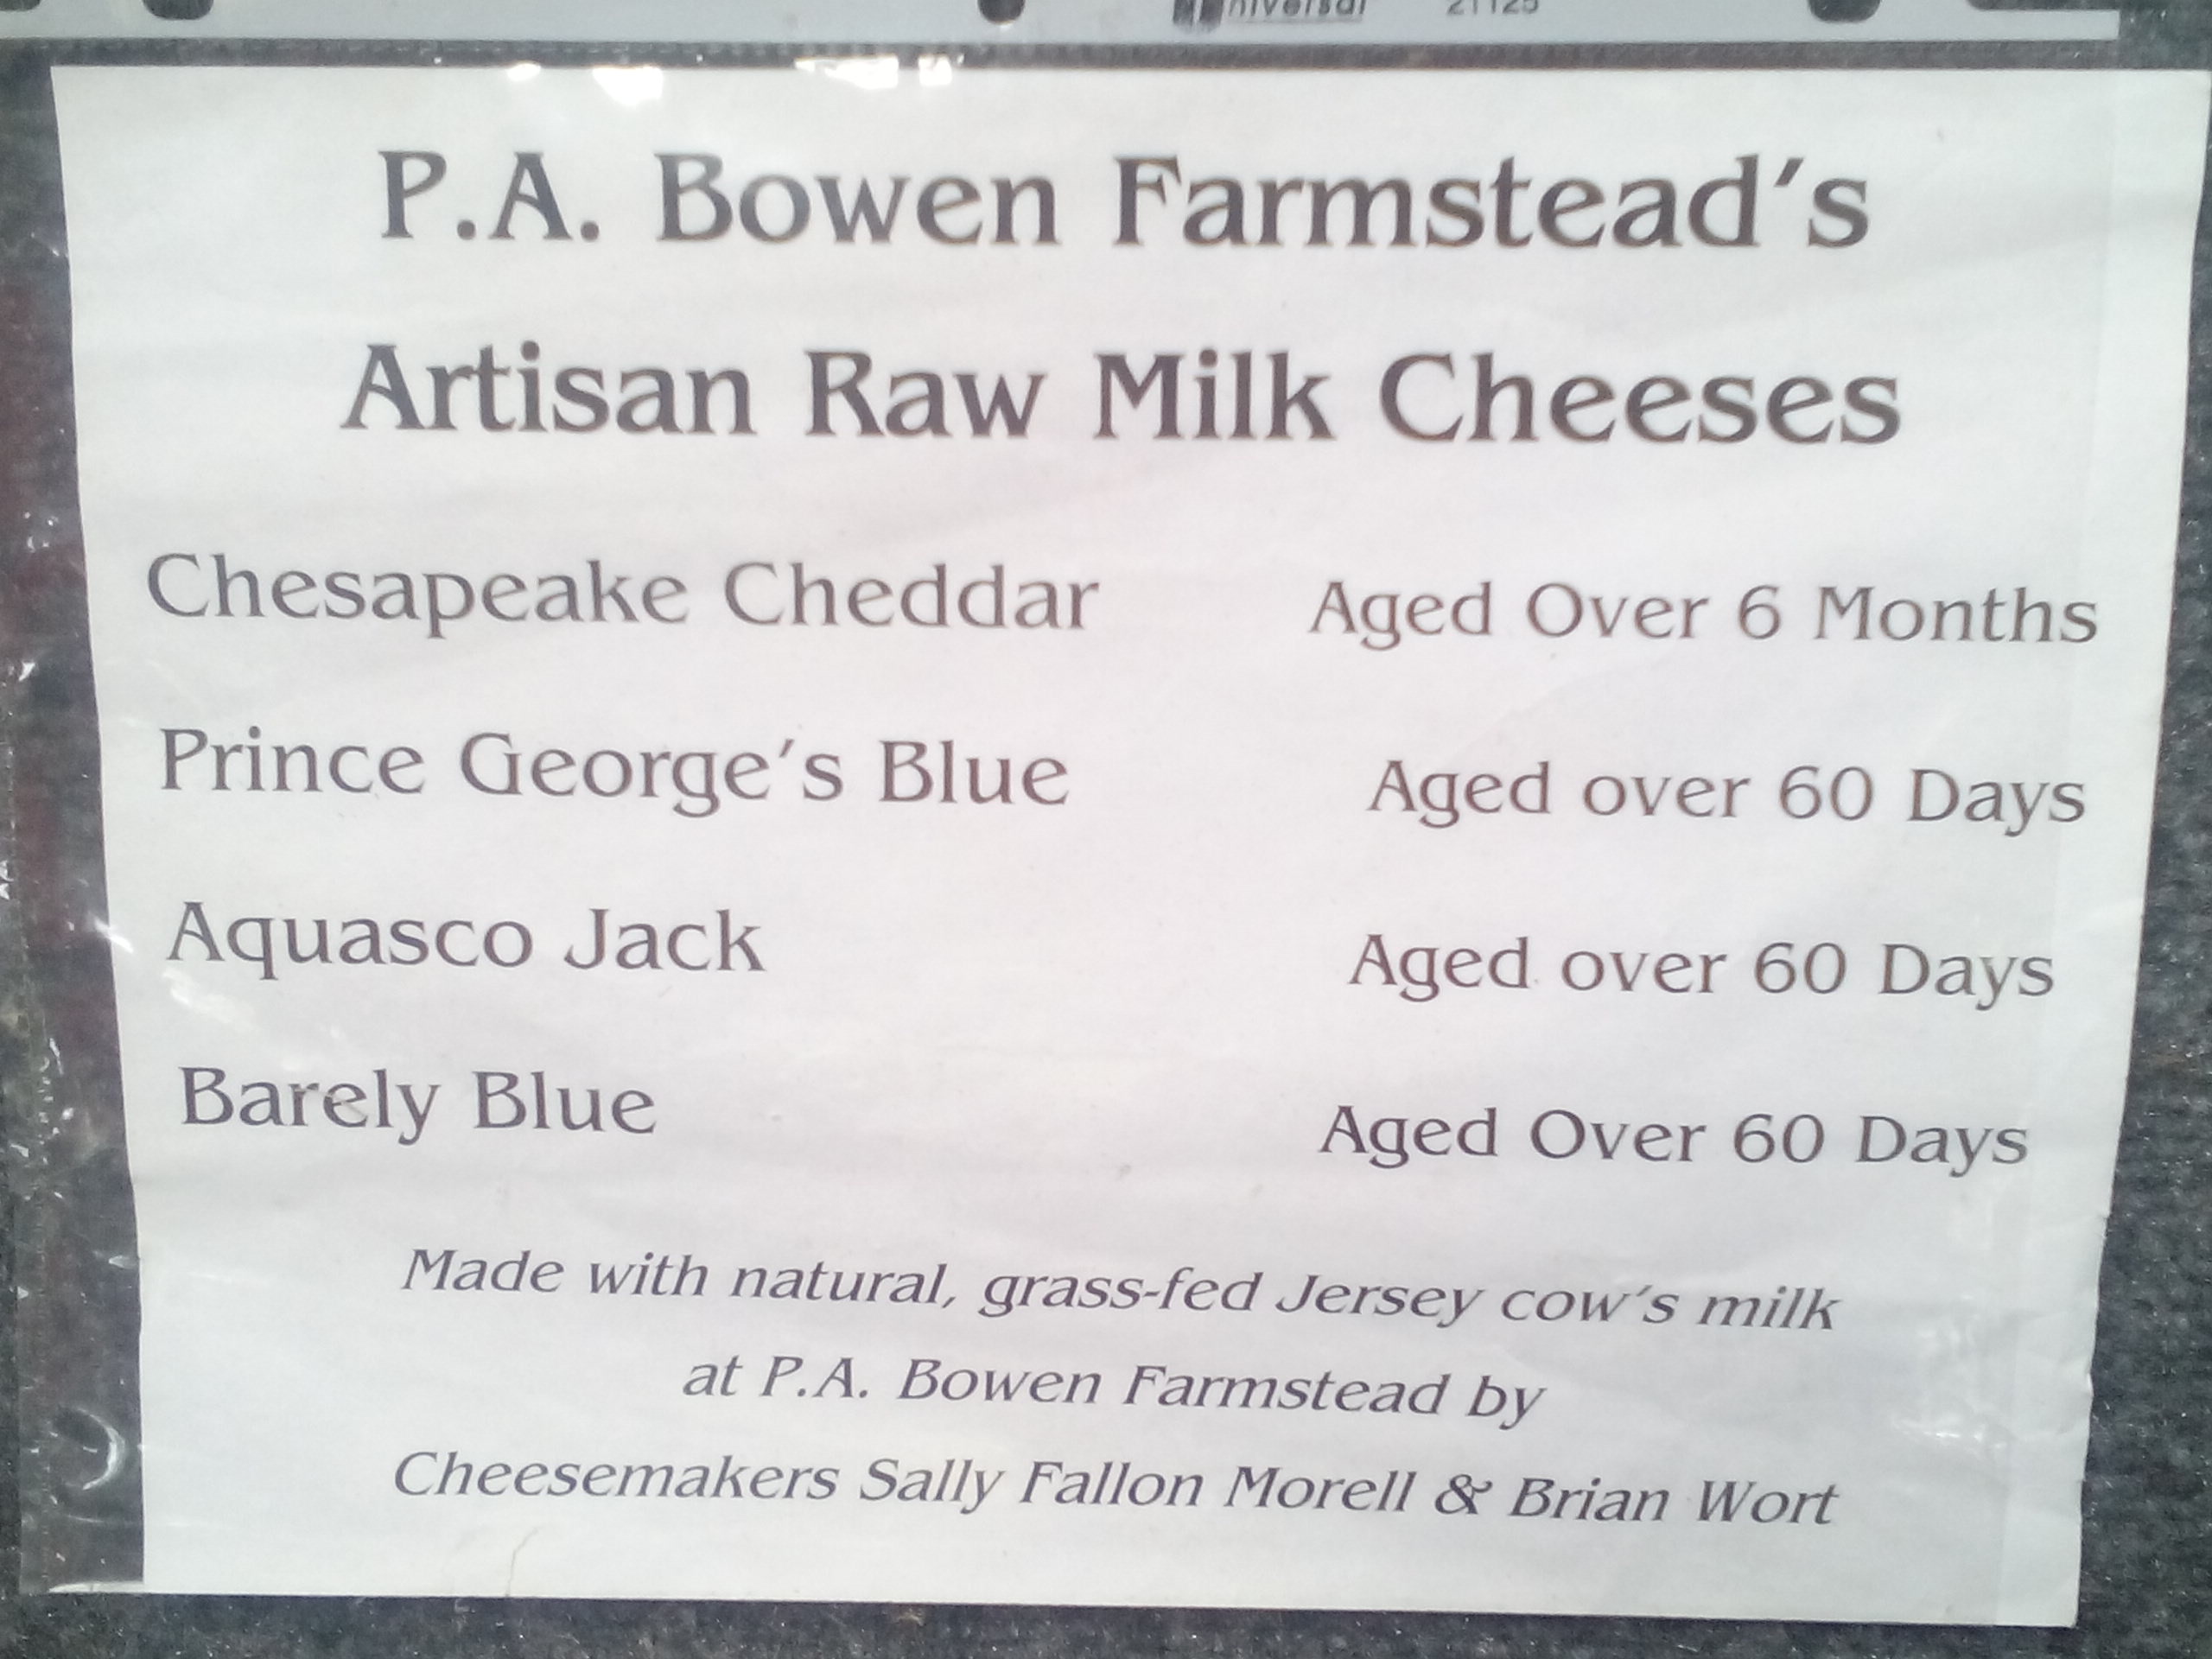 niversal 21125
P.A. Bowen Farmstead's
Artisan Raw Milk Cheeses
Chesapeake Cheddar Aged Over 6 Months
Prince George's Blue Aged over 60 Days
Aquasco Jack Aged over 60 Days
Barely Blue Aged Over 60 Days
Made with natural, grass-fed Jersey cow's milk
at P.A. Bowen Farmstead by
Cheesemakers Sally Fallon Morell & Brian Wort